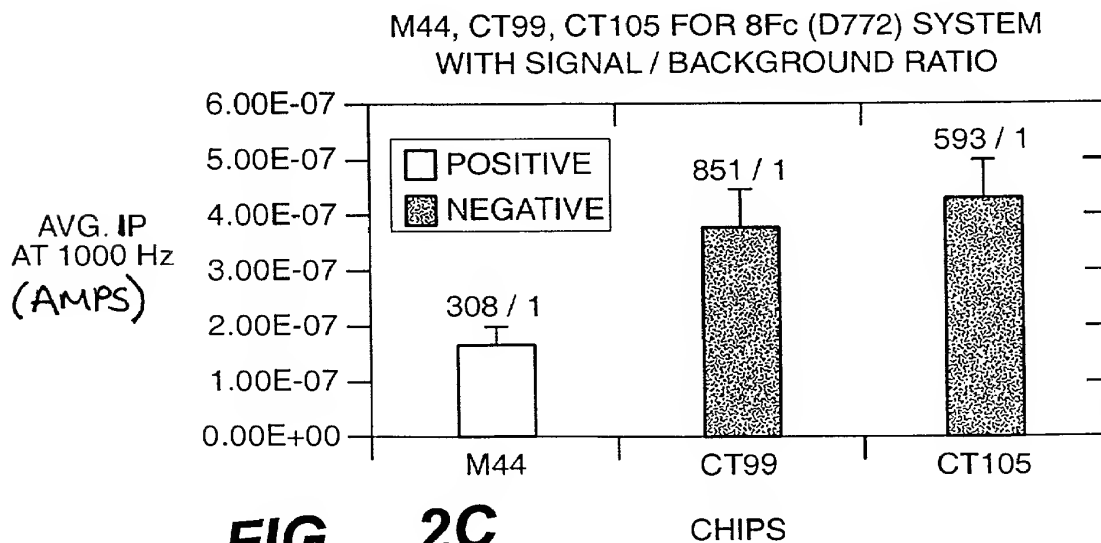 M44, CT99, CT105 FOR 8Fc (D772) SYSTEM
WITH SIGNAL / BACKGROUND RATIO
6.00E-07
5.00E-07
4.00E-07
3.00E-07
2.00E-07
1.00E-07
0.00E+00
AVG. IP
AT 1000 Hz
(AMPS)
POSITIVE
NEGATIVE
308 / 1
851 / 1
593 / 1
M44
CT99
CT105
CHIPS
FIG 2C